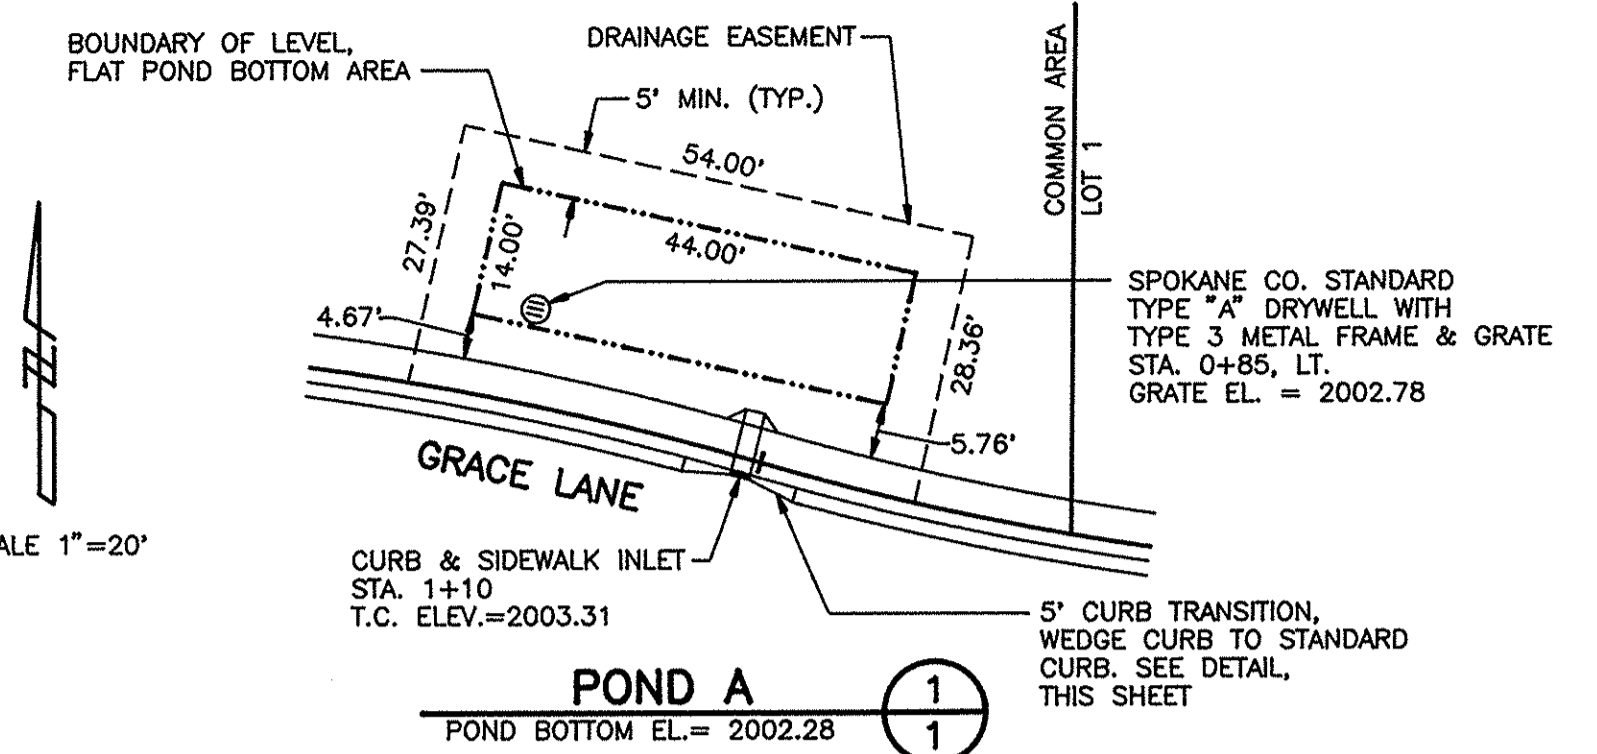 BOUNDARY OF LEVEL,
FLAT POND BOTTOM AREA
DRAINAGE EASEMENT
5' MIN. (TYP.)
54.00'
COMMON AREA
LOT 1
27.39'
14.00'
44.00'
4.67'
28.36'
5.76'
SPOKANE CO. STANDARD
TYPE "A" DRYWELL WITH
TYPE 3 METAL FRAME & GRATE
STA. 0+85, LT.
GRATE EL. = 2002.78
GRACE LANE
N
ALE 1"=20'
CURB & SIDEWALK INLET
STA. 1+10
T.C. ELEV.=2003.31
5' CURB TRANSITION,
WEDGE CURB TO STANDARD
CURB. SEE DETAIL,
THIS SHEET
POND A
POND BOTTOM EL.= 2002.28
1
1